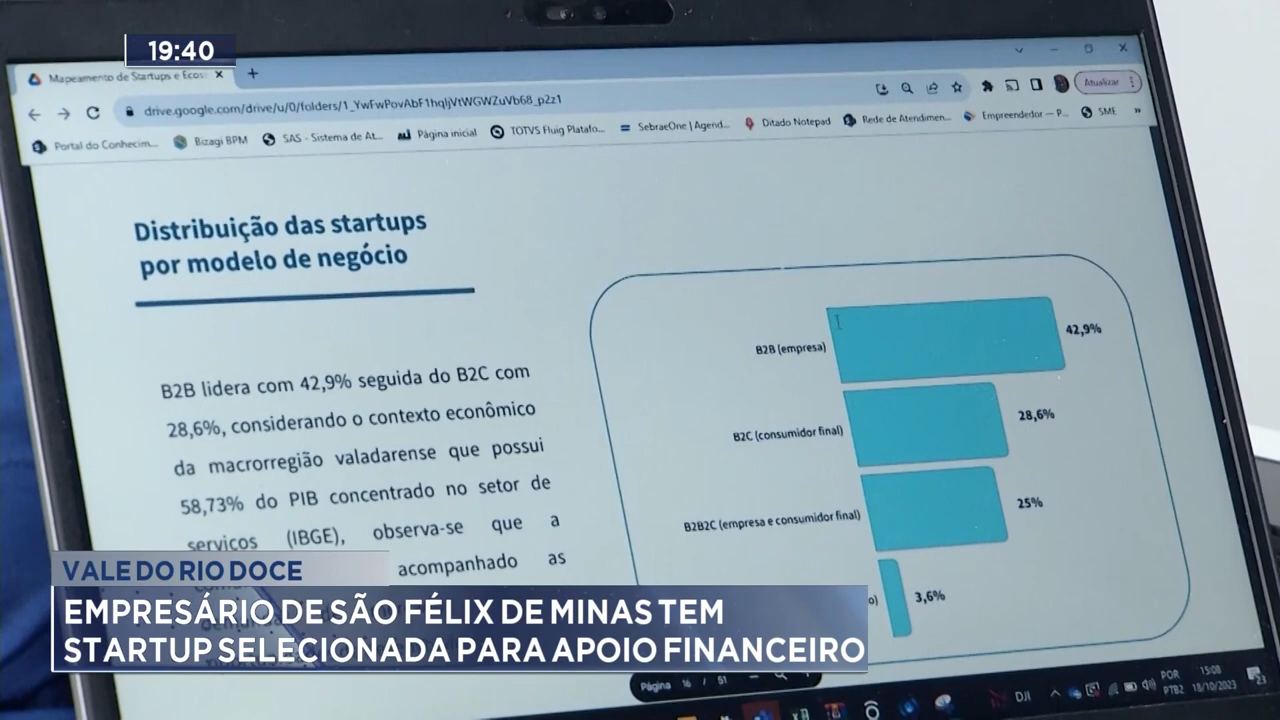 19:40
Mapeamento de Startups e Ecos
drive.google.com/drive/u/0/folders/1_YwFwPovAbF1hqljVtWGWZuVb68_p2z1
Atualizar
Portal do Conhecim...
Bizagi BPM
SAS - Sistema de At...
Página inicial
TOTVS Fluig Platafo...
SebraeOne | Agend...
Ditado Notepad
Rede de Atendimen...
Empreendedor — P...
SME
»
Distribuição das startups
por modelo de negócio
B2B lidera com 42,9% seguida do B2C com
28,6%, considerando o contexto econômico
da macrorregião valadarense que possui
58,73% do PIB concentrado no setor de
serviços (IBGE), observa-se que a
acompanhado as
B2B (empresa)
42,9%
B2C (consumidor final)
28,6%
B2B2C (empresa e consumidor final)
25%
o)
3,6%
VALE DO RIO DOCE
EMPRESÁRIO DE SÃO FÉLIX DE MINAS TEM
STARTUP SELECIONADA PARA APOIO FINANCEIRO
Página 16 / 51
DJI
POR
PTB2
15:08
18/10/2023
23